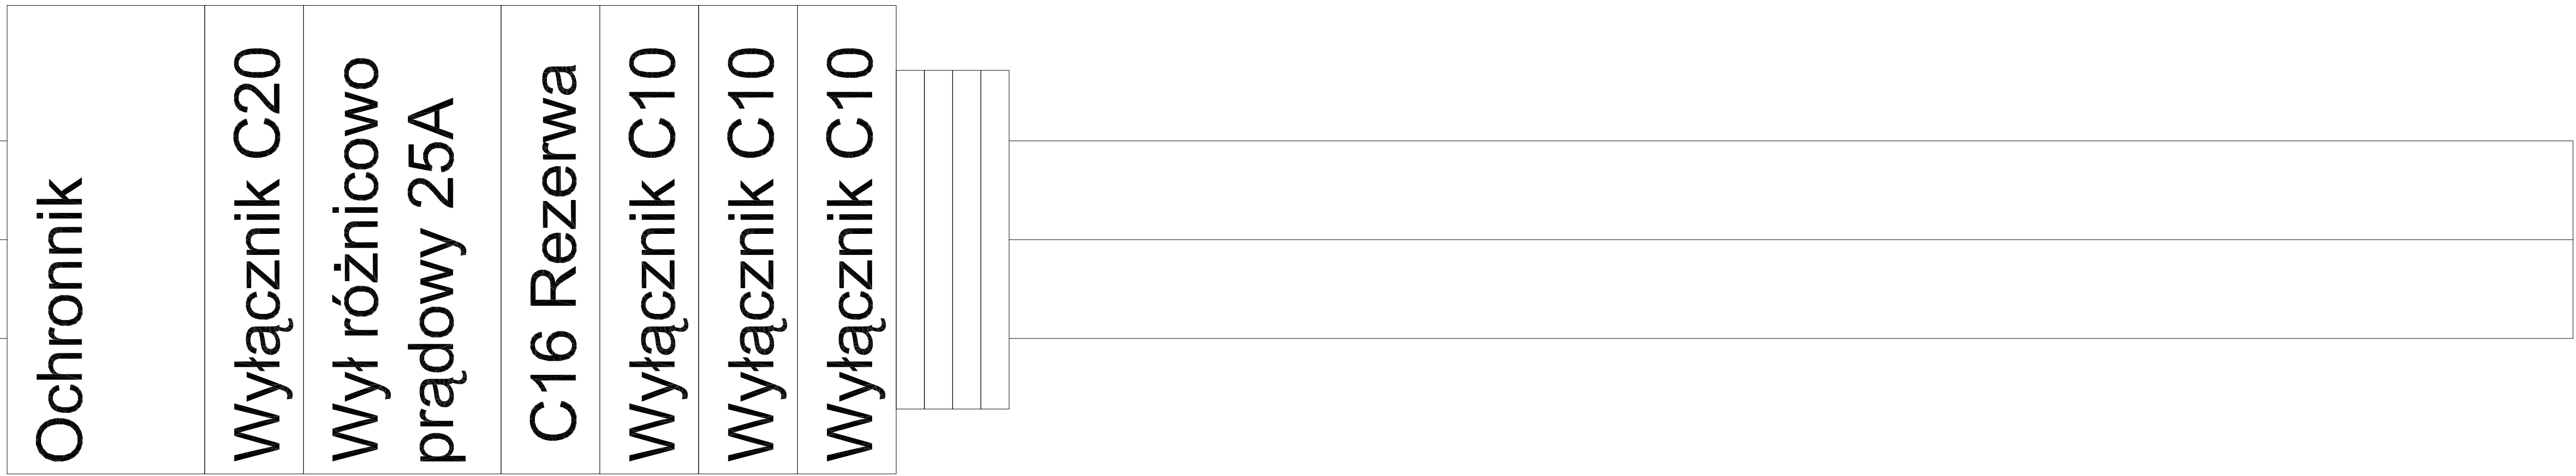 Ochronnik
Wyłącznik C20
Wył różnicowo
prądowy 25A
C16 Rezerwa
Wyłącznik C10
Wyłącznik C10
Wyłącznik C10